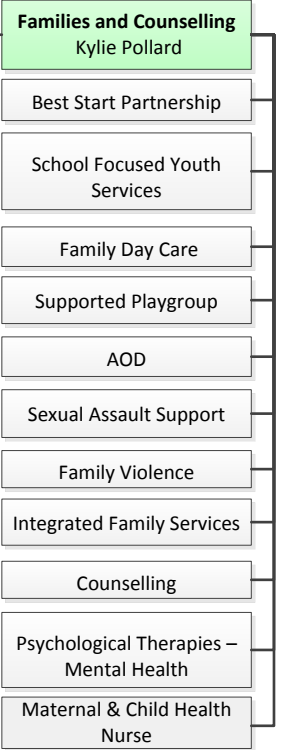 Families and Counselling
Kylie Pollard
Best Start Partnership
School Focused Youth
Services
Family Day Care
Supported Playgroup
AOD
Sexual Assault Support
Family Violence
Integrated Family Services
Counselling
Psychological Therapies –
Mental Health
Maternal & Child Health
Nurse